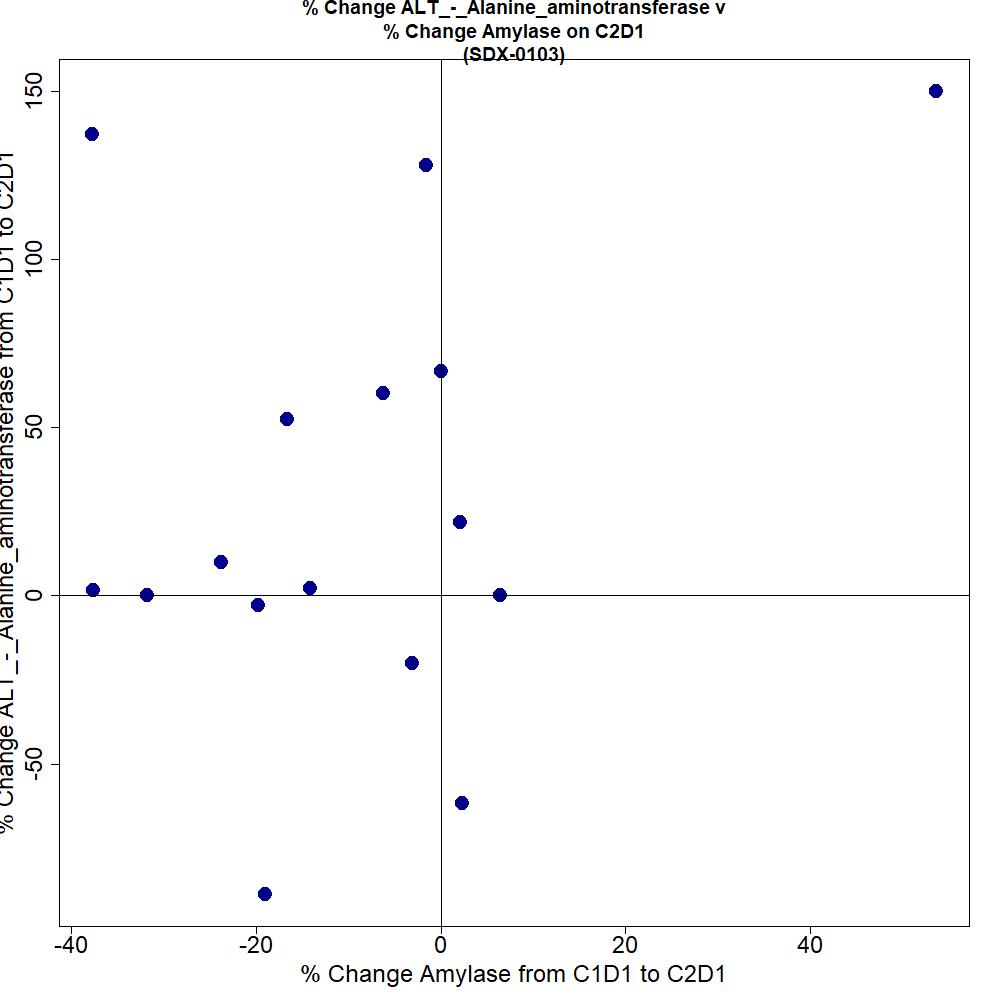 % Change ALT_-_Alanine_aminotransferase v
% Change Amylase on C2D1
(SDX-0103)
% Change ALT_-_Alanine_aminotransferase from C1D1 to C2D1
150
100
50
0
-50
-40
-20
0
20
40
% Change Amylase from C1D1 to C2D1